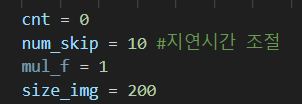 cnt = 0
num_skip = 10 #지연시간 조절
mul_f = 1
size_img = 200